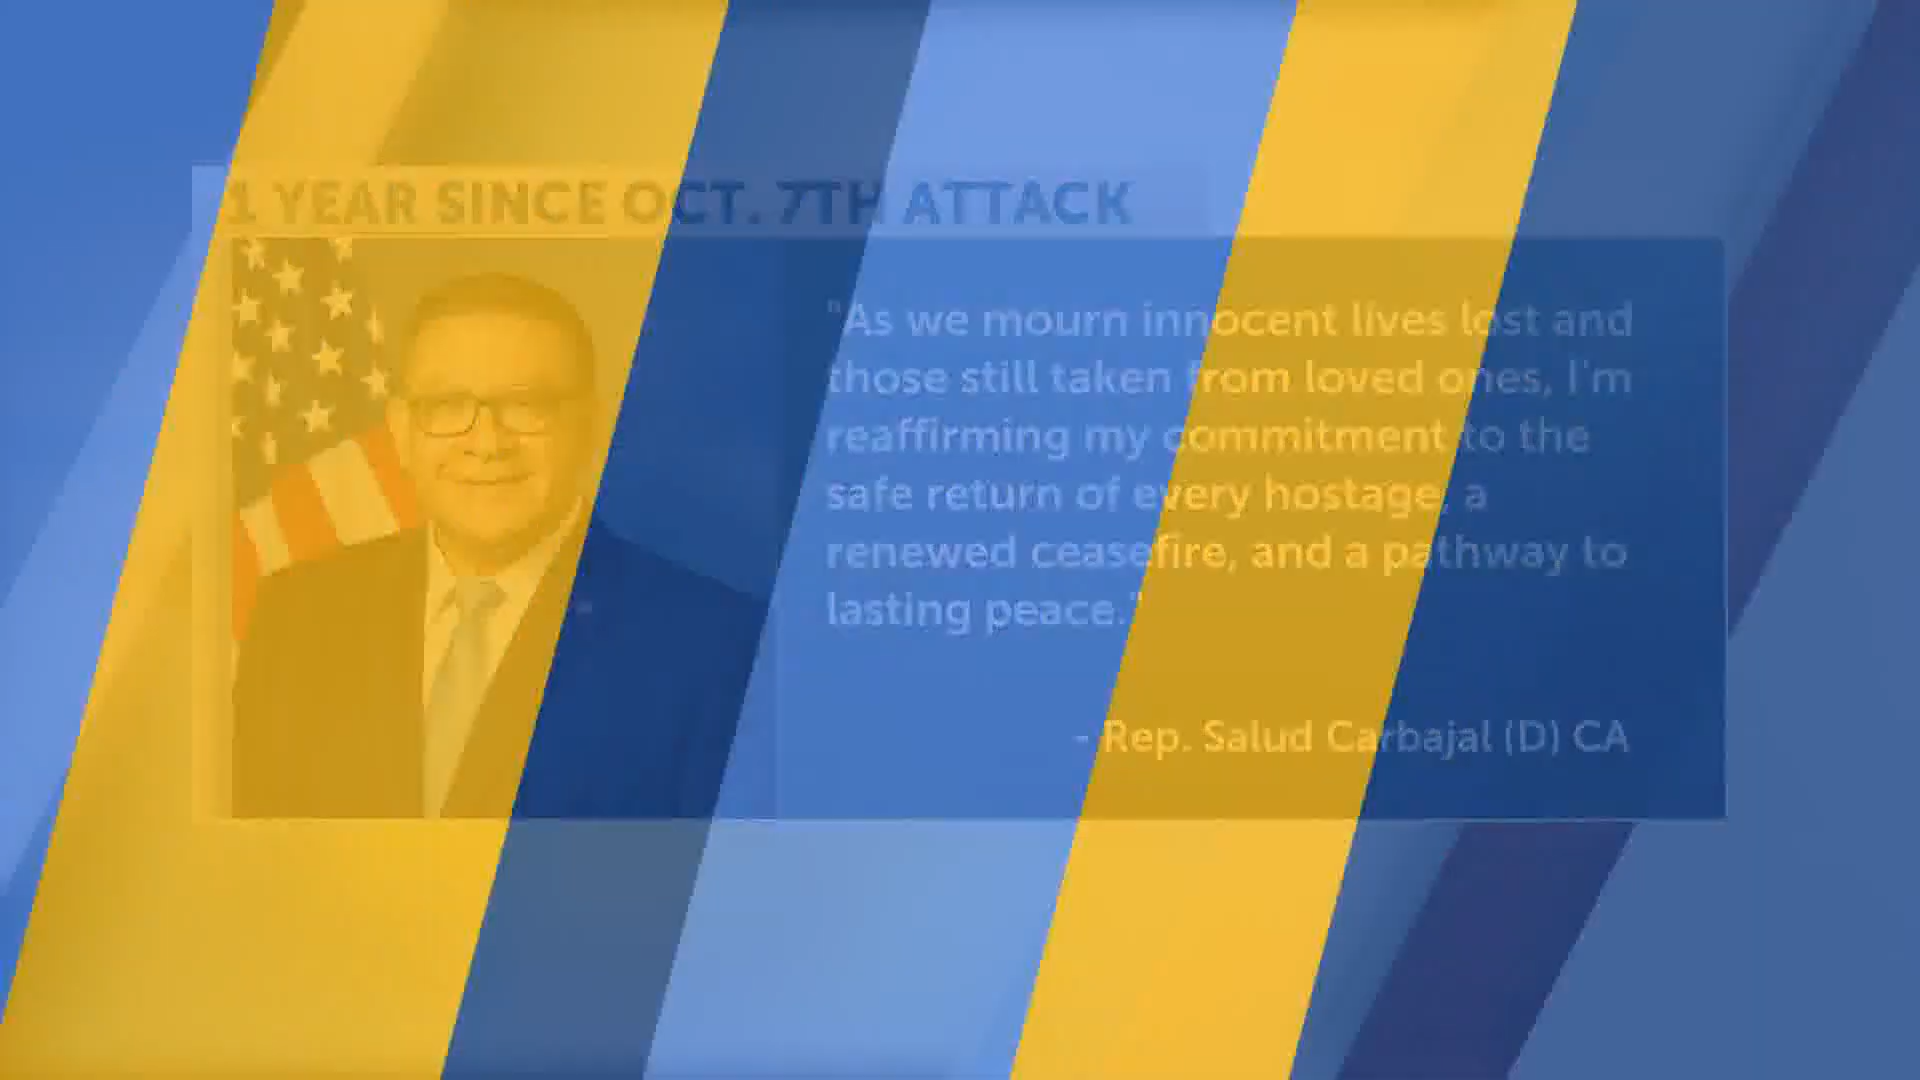 1 YEAR SINCE OCT. 7TH ATTACK
"As we mourn innocent lives lost and
those still taken from loved ones, I'm
reaffirming my commitment to the
safe return of every hostage, a
renewed ceasefire, and a pathway to
lasting peace."
- Rep. Salud Carbajal (D) CA